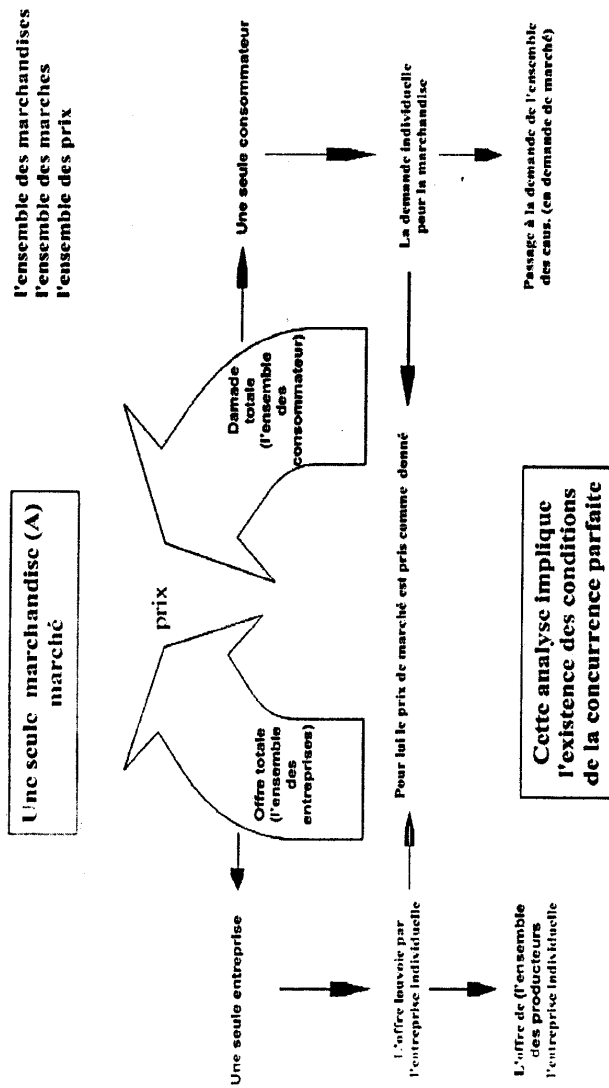 Une seule marchandise (A)
marché
l'ensemble des marchandises
l'ensemble des marches
l'ensemble des prix
prix
Offre totale
(l'ensemble
des
entreprises)
Damade
totale
(l'ensemble
des
consommateur)
Une seule entreprise
Une seule consommateur
L'offre louvoie par
l'entreprise individuelle
Pour lui le prix de marché est pris comme donné
La demande individuelle
pour la marchandise
L'offre de (l'ensemble
des producteurs
l'entreprise individuelle
Cette analyse implique
l'existence des conditions
de la concurrence parfaite
Passage à la demande de l'ensemble
des caus. (en demande de marché)